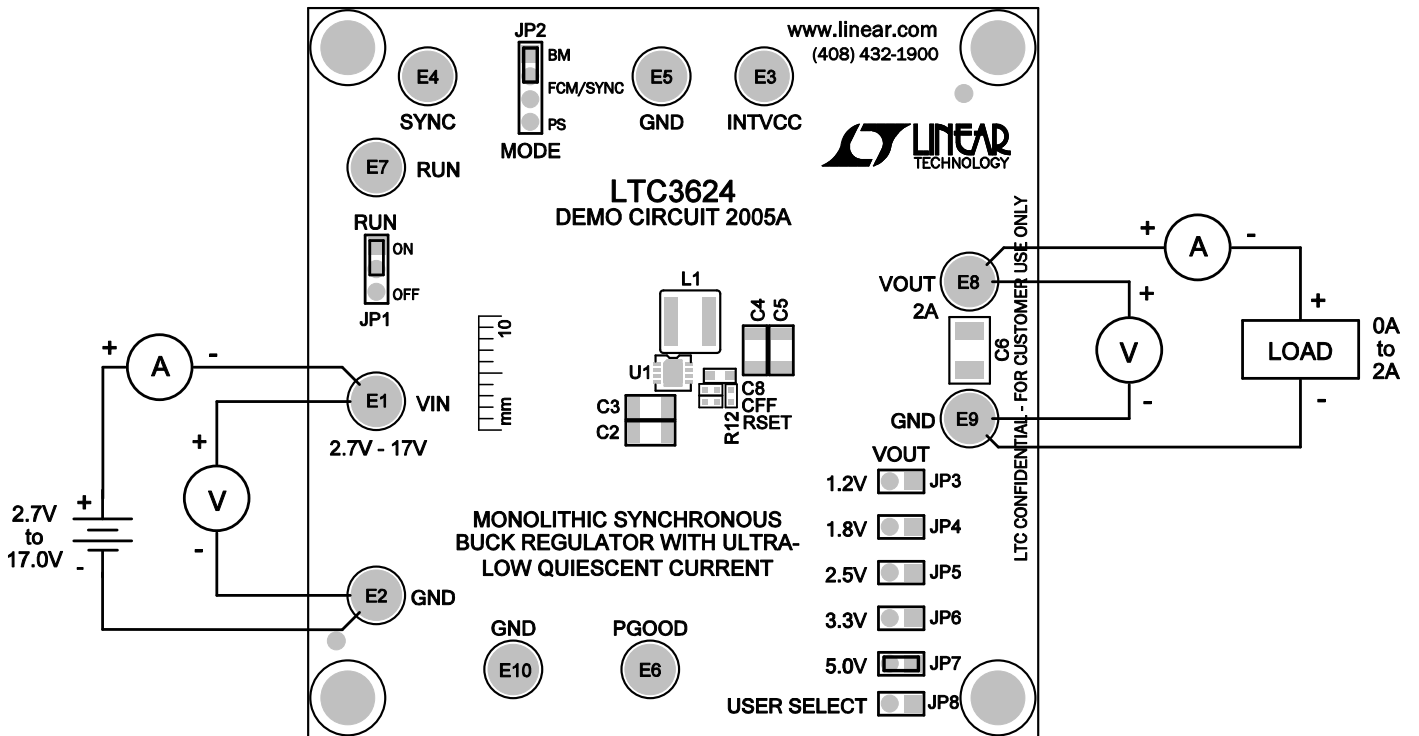 JP2
www.linear.com
(408) 432-1900
BM
FCM/SYNC
PS
MODE
E4
SYNC
E5
GND
E3
INTVCC
E7
RUN
LINEAR
TECHNOLOGY
LTC3624
DEMO CIRCUIT 2005A
RUN
ON
OFF
JP1
10
mm
L1
C4
C5
U1
C3
C2
C8
CFF
RSET
R12
VOUT
2A
E8
C6
GND
E9
LTC CONFIDENTIAL - FOR CUSTOMER USE ONLY
+
A
-
+
V
-
+
LOAD
-
0A
to
2A
+
A
-
E1
VIN
2.7V - 17V
+
V
-
+
2.7V
to
17.0V
-
E2
GND
MONOLITHIC SYNCHRONOUS
BUCK REGULATOR WITH ULTRA-
LOW QUIESCENT CURRENT
GND
E10
PGOOD
E6
VOUT
1.2V JP3
1.8V JP4
2.5V JP5
3.3V JP6
5.0V JP7
USER SELECT JP8